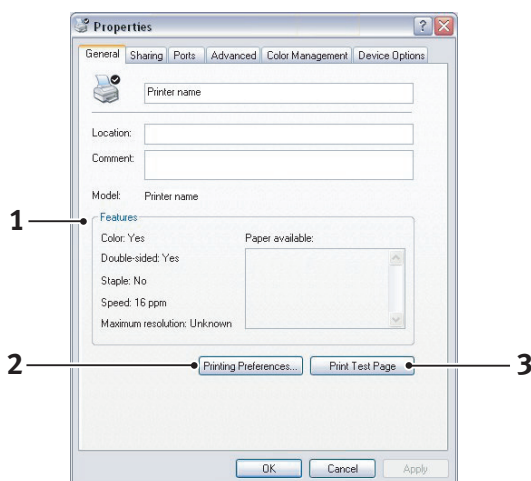 Properties
General Sharing Ports Advanced Color Management Device Options
Printer name
Location:
Comment:
Model: Printer name
1
Features
Color: Yes Paper available:
Double-sided: Yes
Staple: No
Speed: 16 ppm
Maximum resolution: Unknown
2 Printing Preferences... Print Test Page 3
OK Cancel Apply